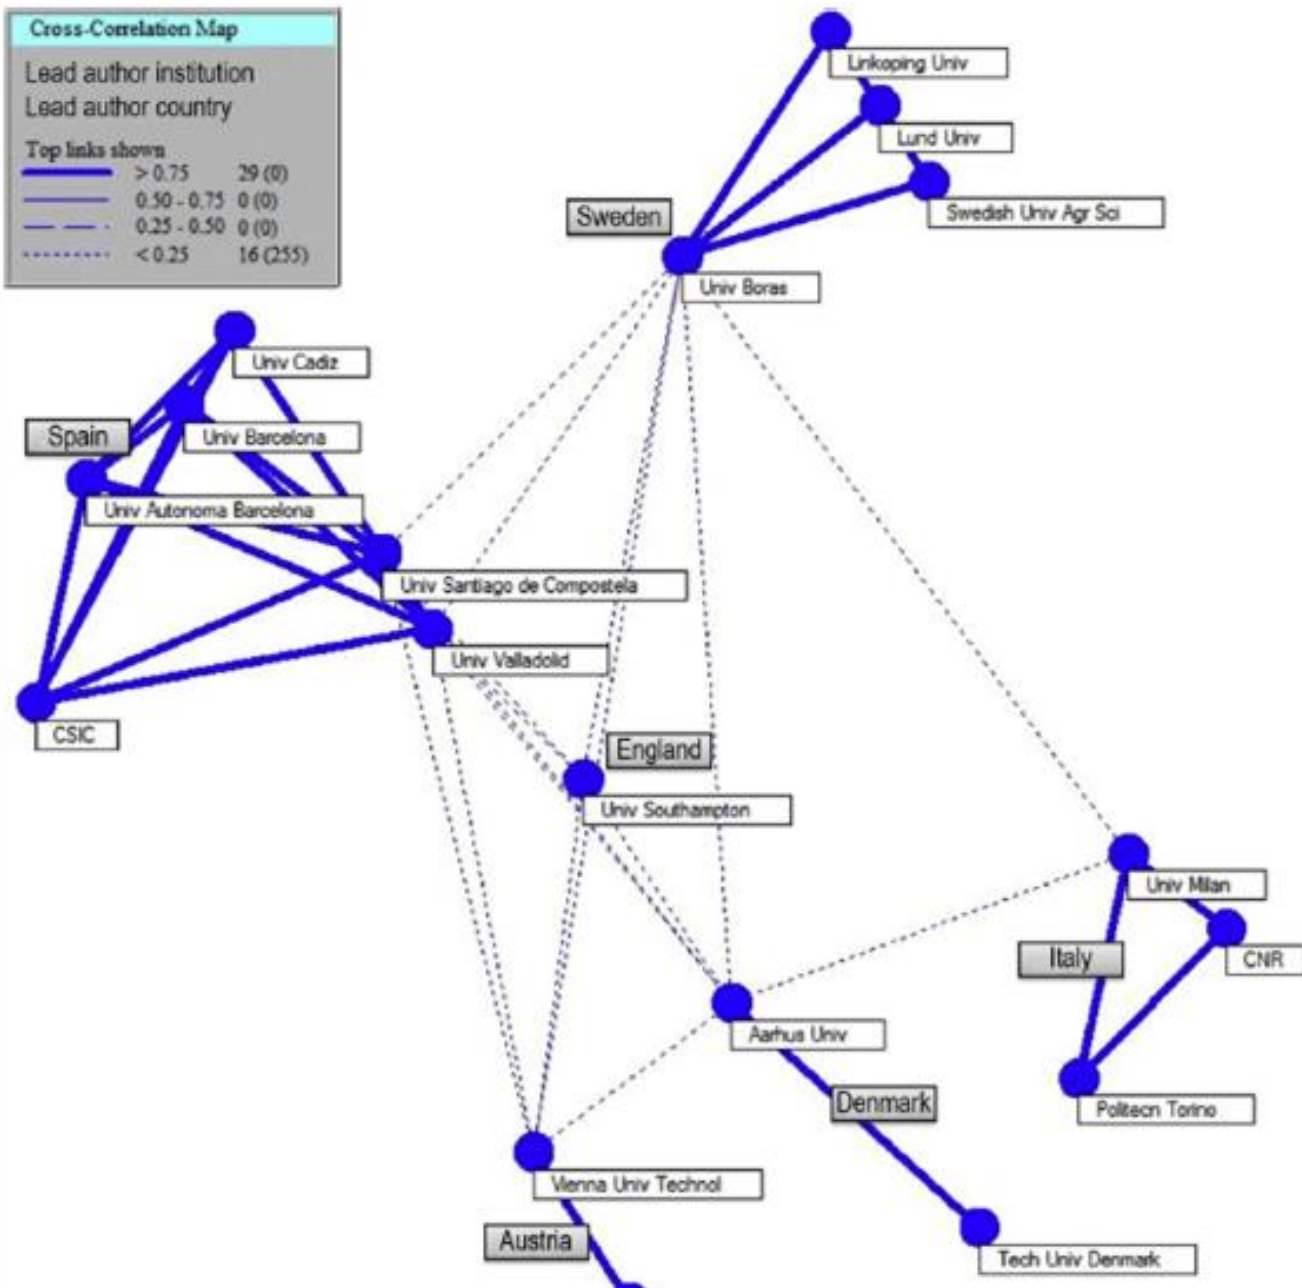 Cross-Correlation Map
Lead author institution
Lead author country
Top links shown
> 0.75 29 (0)
0.50 - 0.75 0 (0)
0.25 - 0.50 0 (0)
< 0.25 16 (255)
Linkoping Univ
Lund Univ
Swedish Univ Agr Sci
Sweden
Univ Boras
Univ Cadiz
Univ Barcelona
Spain
Univ Autonoma Barcelona
Univ Santiago de Compostela
Univ Valladolid
CSIC
England
Univ Southampton
Univ Milan
CNR
Italy
Aarhus Univ
Denmark
Politecn Torino
Vienna Univ Technol
Austria
Tech Univ Denmark